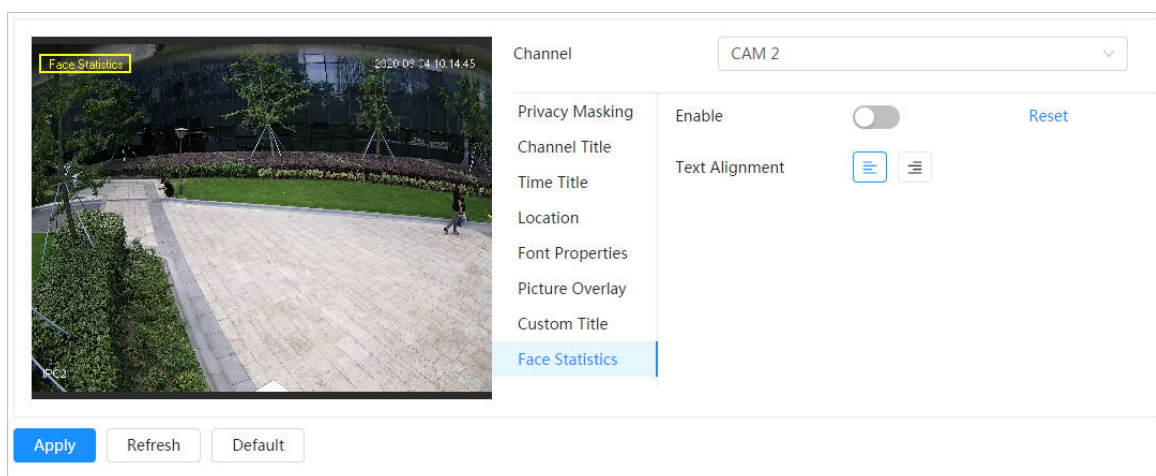 Face Statistics
2020-09-04 10:14:45
IPC2
Channel
CAM 2
Privacy Masking
Channel Title
Time Title
Location
Font Properties
Picture Overlay
Custom Title
Face Statistics
Enable
Reset
Text Alignment
Apply
Refresh
Default